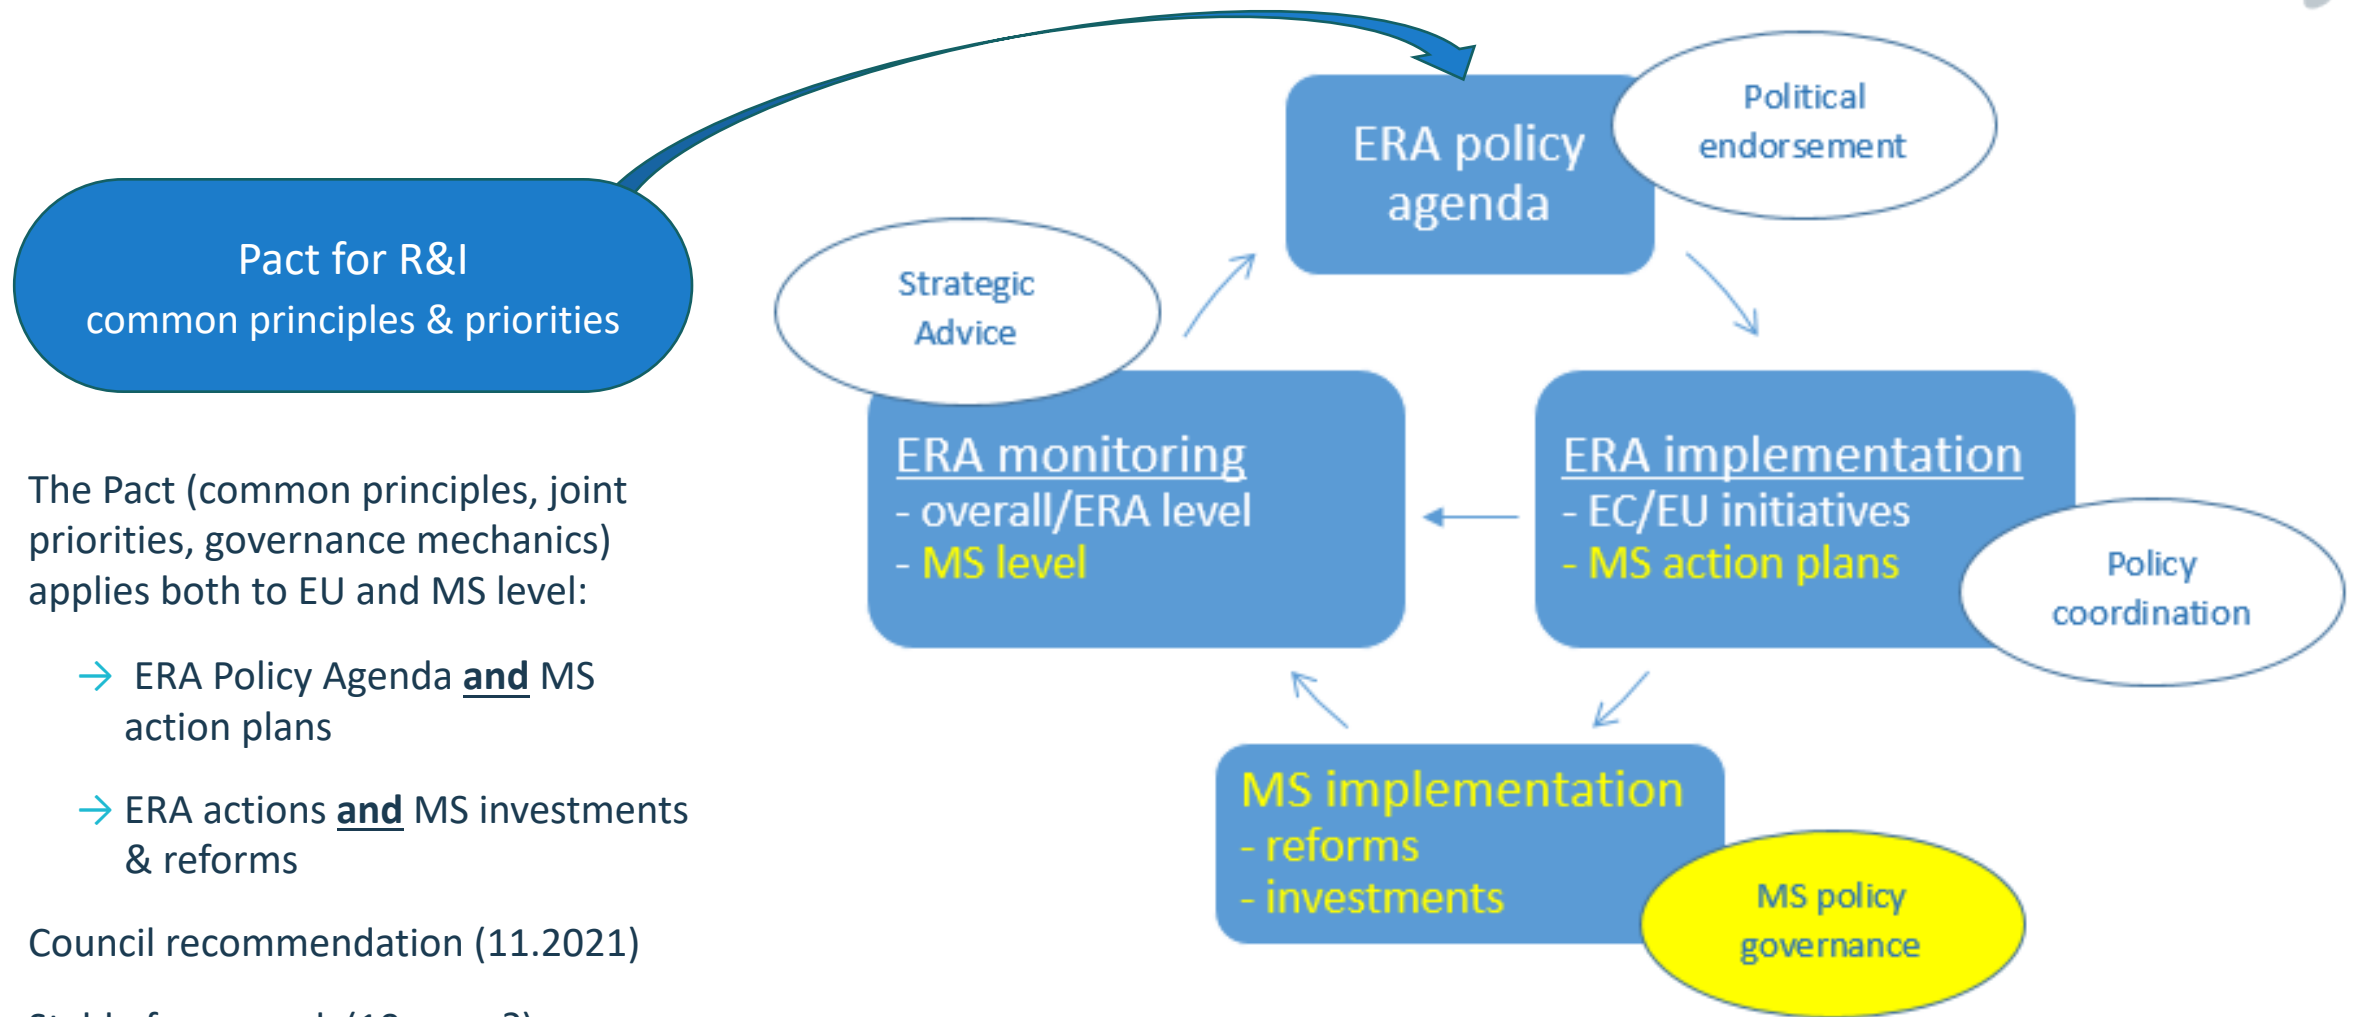 Pact for R&I
common principles & priorities
The Pact (common principles, joint
priorities, governance mechanics)
applies both to EU and MS level:
→ ERA Policy Agenda and MS
action plans
→ ERA actions and MS investments
& reforms
Council recommendation (11.2021)
ERA policy
agenda
Political
endorsement
Strategic
Advice
ERA monitoring
- overall/ERA level
- MS level
ERA implementation
- EC/EU initiatives
- MS action plans
Policy
coordination
MS implementation
- reforms
- investments
MS policy
governance